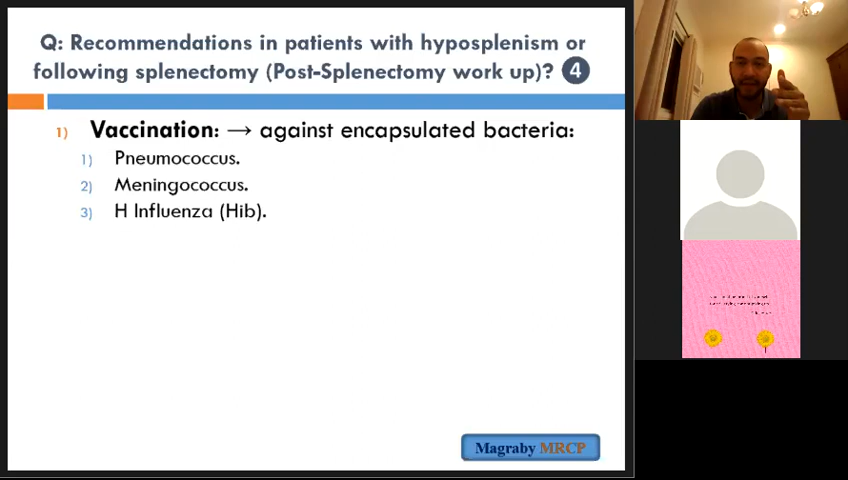 Q: Recommendations in patients with hyposplenism or
following splenectomy (Post-Splenectomy work up)? 4
1) Vaccination: → against encapsulated bacteria:
1) Pneumococcus.
2) Meningococcus.
3) H Influenza (Hib).
Magraby MRCP